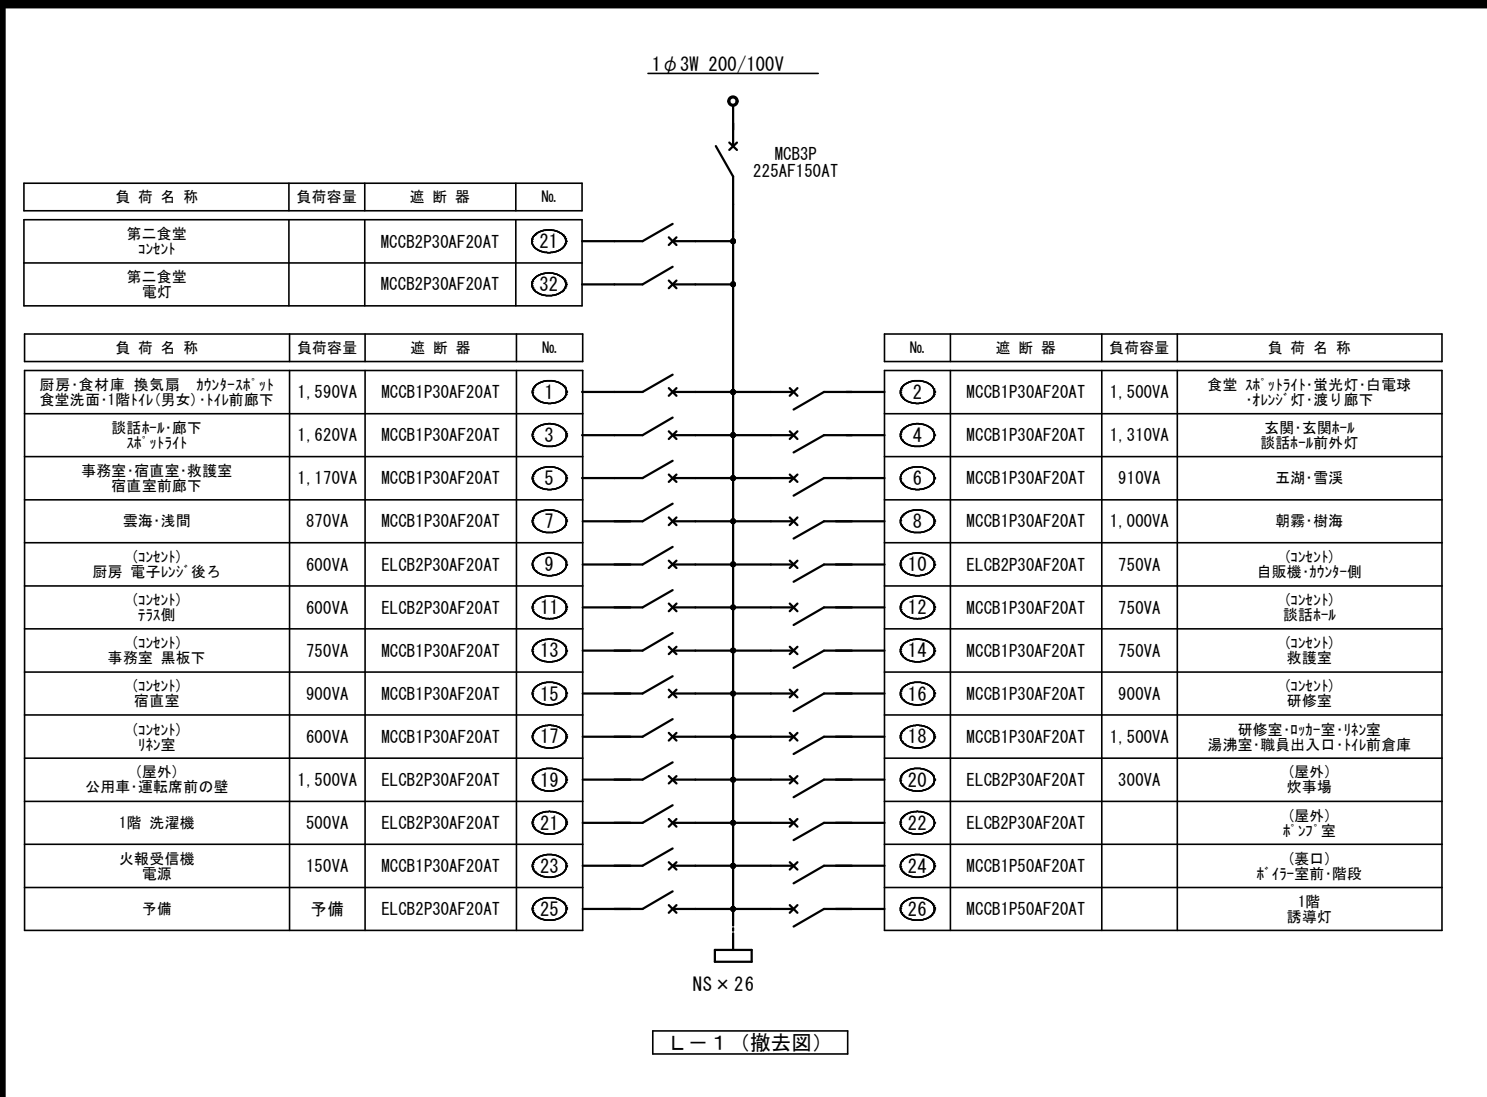 1φ3W 200/100V
MCB3P
225AF150AT
負荷名称 負荷容量 遮断器 No.
第二食堂
コンセント
MCCB2P30AF20AT 21
第二食堂
電灯
MCCB2P30AF20AT 32
負荷名称 負荷容量 遮断器 No.
厨房・食材庫 換気扇 カウンタースポット
食堂洗面・1階トイレ(男女)・トイレ前廊下
1,590VA MCCB1P30AF20AT 1
談話ホール・廊下
スポットライト
1,620VA MCCB1P30AF20AT 3
事務室・宿直室・救護室
宿直室前廊下
1,170VA MCCB1P30AF20AT 5
雲海・浅間 870VA MCCB1P30AF20AT 7
(コンセント)
厨房 電子レンジ後ろ
600VA ELCB2P30AF20AT 9
(コンセント)
テラス側
600VA ELCB2P30AF20AT 11
(コンセント)
事務室 黒板下
750VA MCCB1P30AF20AT 13
(コンセント)
宿直室
900VA MCCB1P30AF20AT 15
(コンセント)
リネン室
600VA MCCB1P30AF20AT 17
(屋外)
公用車・運転席前の壁
1,500VA ELCB2P30AF20AT 19
1階 洗濯機 500VA ELCB2P30AF20AT 21
火報受信機
電源
150VA MCCB1P30AF20AT 23
予備 予備 ELCB2P30AF20AT 25
No. 遮断器 負荷容量 負荷名称
2 MCCB1P30AF20AT 1,500VA
食堂 スポットライト・蛍光灯・白電球
・オレンジ灯・渡り廊下
4 MCCB1P30AF20AT 1,310VA
玄関・玄関ホール
談話ホール前外灯
6 MCCB1P30AF20AT 910VA 五湖・雪渓
8 MCCB1P30AF20AT 1,000VA 朝霧・樹海
10 ELCB2P30AF20AT 750VA
(コンセント)
自販機・カウンター側
12 MCCB1P30AF20AT 750VA
(コンセント)
談話ホール
14 MCCB1P30AF20AT 750VA
(コンセント)
救護室
16 MCCB1P30AF20AT 900VA
(コンセント)
研修室
18 MCCB1P30AF20AT 1,500VA
研修室・ロッカー室・リネン室
湯沸室・職員出入口・トイレ前倉庫
20 ELCB2P30AF20AT 300VA
(屋外)
炊事場
22 ELCB2P30AF20AT
(屋外)
ポンプ室
24 MCCB1P50AF20AT
(裏口)
ボイラー室前・階段
26 MCCB1P50AF20AT
1階
誘導灯
NS×26
L－1（撤去図）